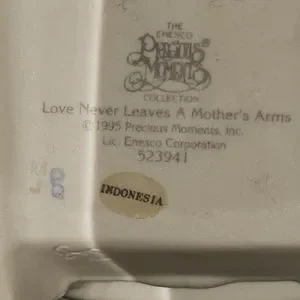 THE
ENESCO
Precious®
Moments
COLLECTION
Love Never Leaves A Mother's Arms
© 1995 Precious Moments, Inc.
Lic. Enesco Corporation
523941
INDONESIA